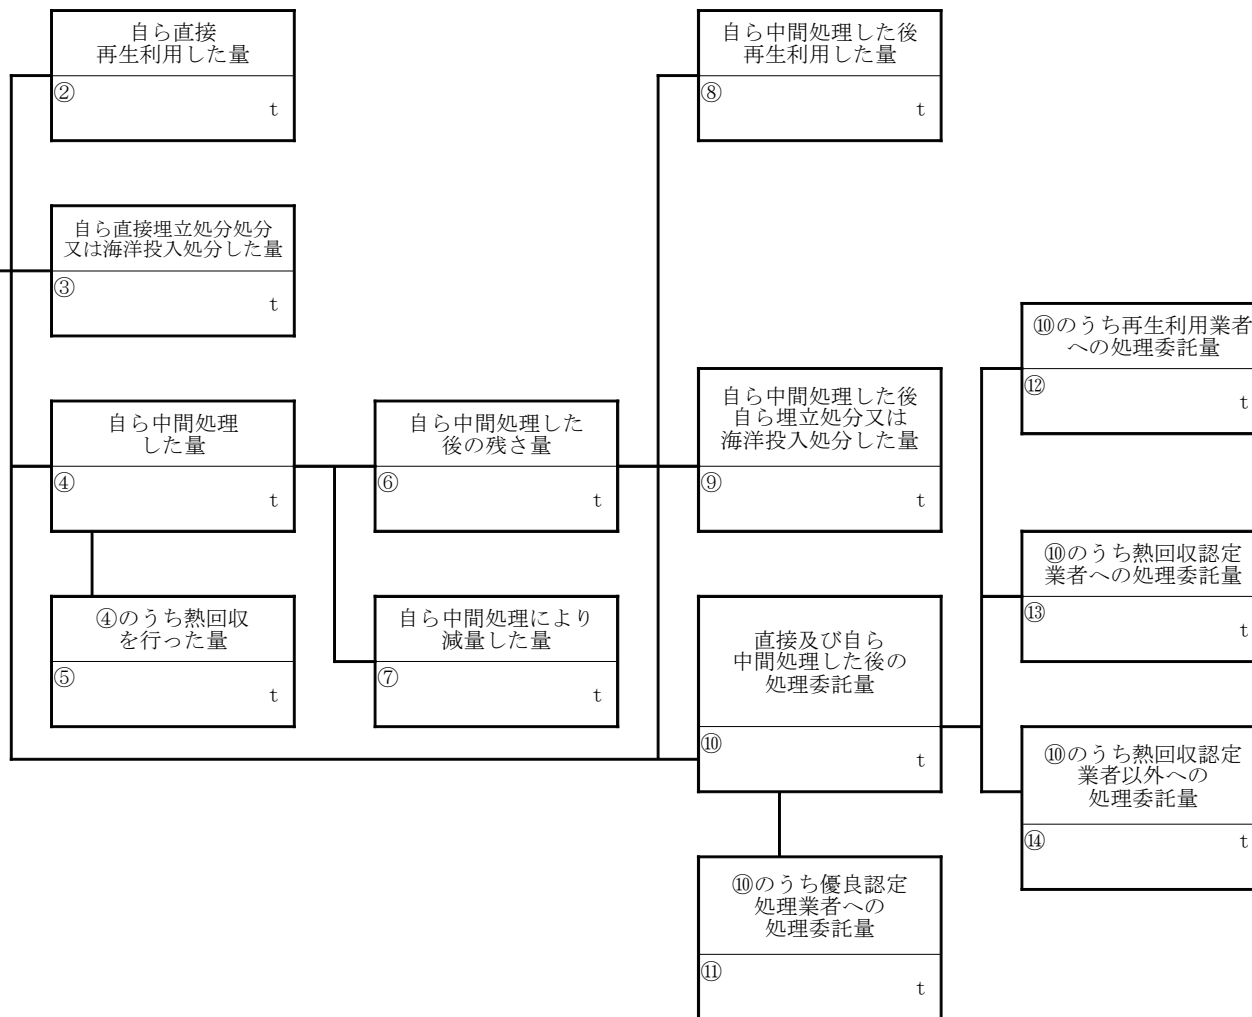 自ら直接
再生利用した量
②
t
自ら直接埋立処分処分
又は海洋投入処分した量
③
t
自ら中間処理
した量
④
t
④のうち熱回収
を行った量
⑤
t
自ら中間処理した
後の残さ量
⑥
t
自ら中間処理により
減量した量
⑦
t
自ら中間処理した後
再生利用した量
⑧
t
自ら中間処理した後
自ら埋立処分又は
海洋投入処分した量
⑨
t
直接及び自ら
中間処理した後の
処理委託量
⑩
t
⑩のうち優良認定
処理業者への
処理委託量
⑪
t
⑩のうち再生利用業者
への処理委託量
⑫
t
⑩のうち熱回収認定
業者への処理委託量
⑬
t
⑩のうち熱回収認定
業者以外への
処理委託量
⑭
t